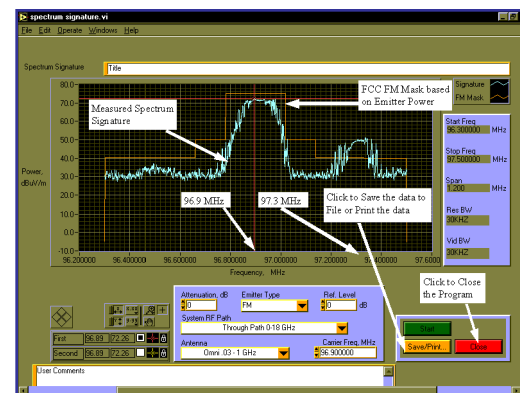 spectrum signature.vi
File Edit Operate Windows Help
Spectrum Signature
Title
80.0
70.0
60.0
50.0
40.0
30.0
20.0
10.0
0.0
-10.0
Power, dBuV/m
96.200000 96.400000 96.600000 96.800000 97.000000 97.200000 97.400000 97.6000
Frequency, MHz
Measured Spectrum
Signature
FCC FM Mask based
on Emitter Power
96.9 MHz
97.3 MHz
Click to Save the data to
File or Print the data
Click to Close
the Program
Signature
FM Mask
Start Freq
96.300000 MHz
Stop Freq
97.500000 MHz
Span
1.200 MHz
Res BW
30KHZ
Vid BW
30KHZ
Attenuation, dB
0
Emitter Type
FM
Ref. Level
0 dB
System RF Path
Through Path 0-18 GHz
Antenna
Omni .03 - 1 GHz
Carrier Freq, MHz
96.900000
First 96.89 72.26
Second 96.89 72.26
Start
Save/Print...
Close
User Comments